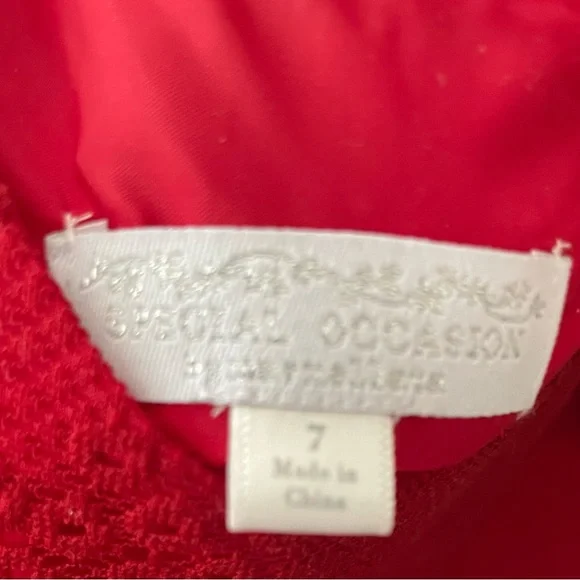 SPECIAL OCCASION
7
Made in
China